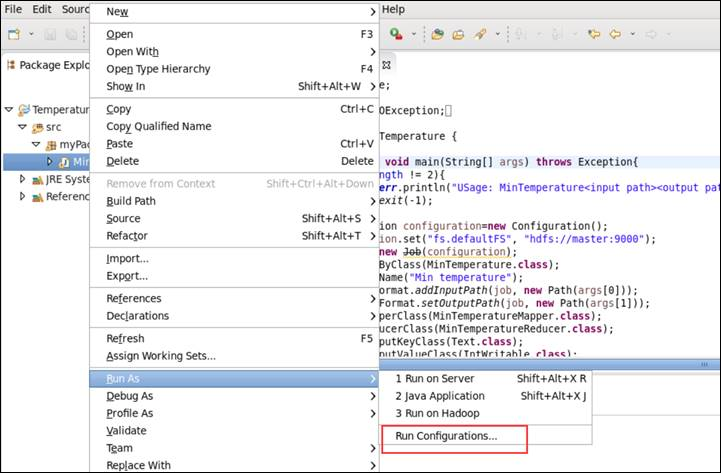 File Edit Sourc Help
New
Open F3
Open With
Open Type Hierarchy F4
Show In Shift+Alt+W
Copy Ctrl+C
Copy Qualified Name
Paste Ctrl+V
Delete Delete
Remove from Context Shift+Ctrl+Alt+Down
Build Path
Source Shift+Alt+S
Refactor Shift+Alt+T
Import...
Export...
References
Declarations
Refresh F5
Assign Working Sets...
Run As
Debug As
Profile As
Validate
Team
Replace With
Package Explo
Temperatur
src
myPac
Min
JRE Syste
Reference
e;
OException;
Temperature {
void main(String[] args) throws Exception{
ngth != 2){
err.println("USage: MinTemperature<input path><output pat
exit(-1);
ion configuration=new Configuration();
ion.set("fs.defaultFS", "hdfs://master:9000");
new Job(configuration);
ByClass(MinTemperature.class);
Name("Min temperature");
Format.addInputPath(job, new Path(args[0]));
Format.setOutputPath(job, new Path(args[1]));
perClass(MinTemperatureMapper.class);
ucerClass(MinTemperatureReducer.class);
putKeyClass(Text.class);
putValueClass(IntWritable.class)
1 Run on Server Shift+Alt+X R
2 Java Application Shift+Alt+X J
3 Run on Hadoop
Run Configurations...